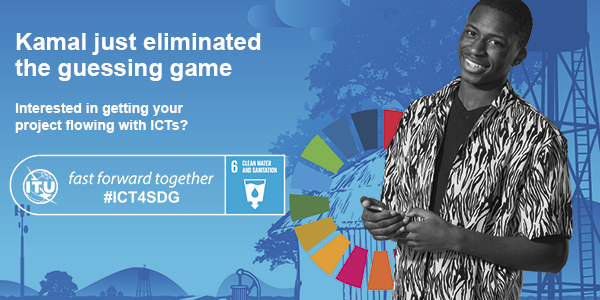 Kamal just eliminated
the guessing game
Interested in getting your
project flowing with ICTs?
ITU
fast forward together
#ICT4SDG
6 CLEAN WATER
AND SANITATION